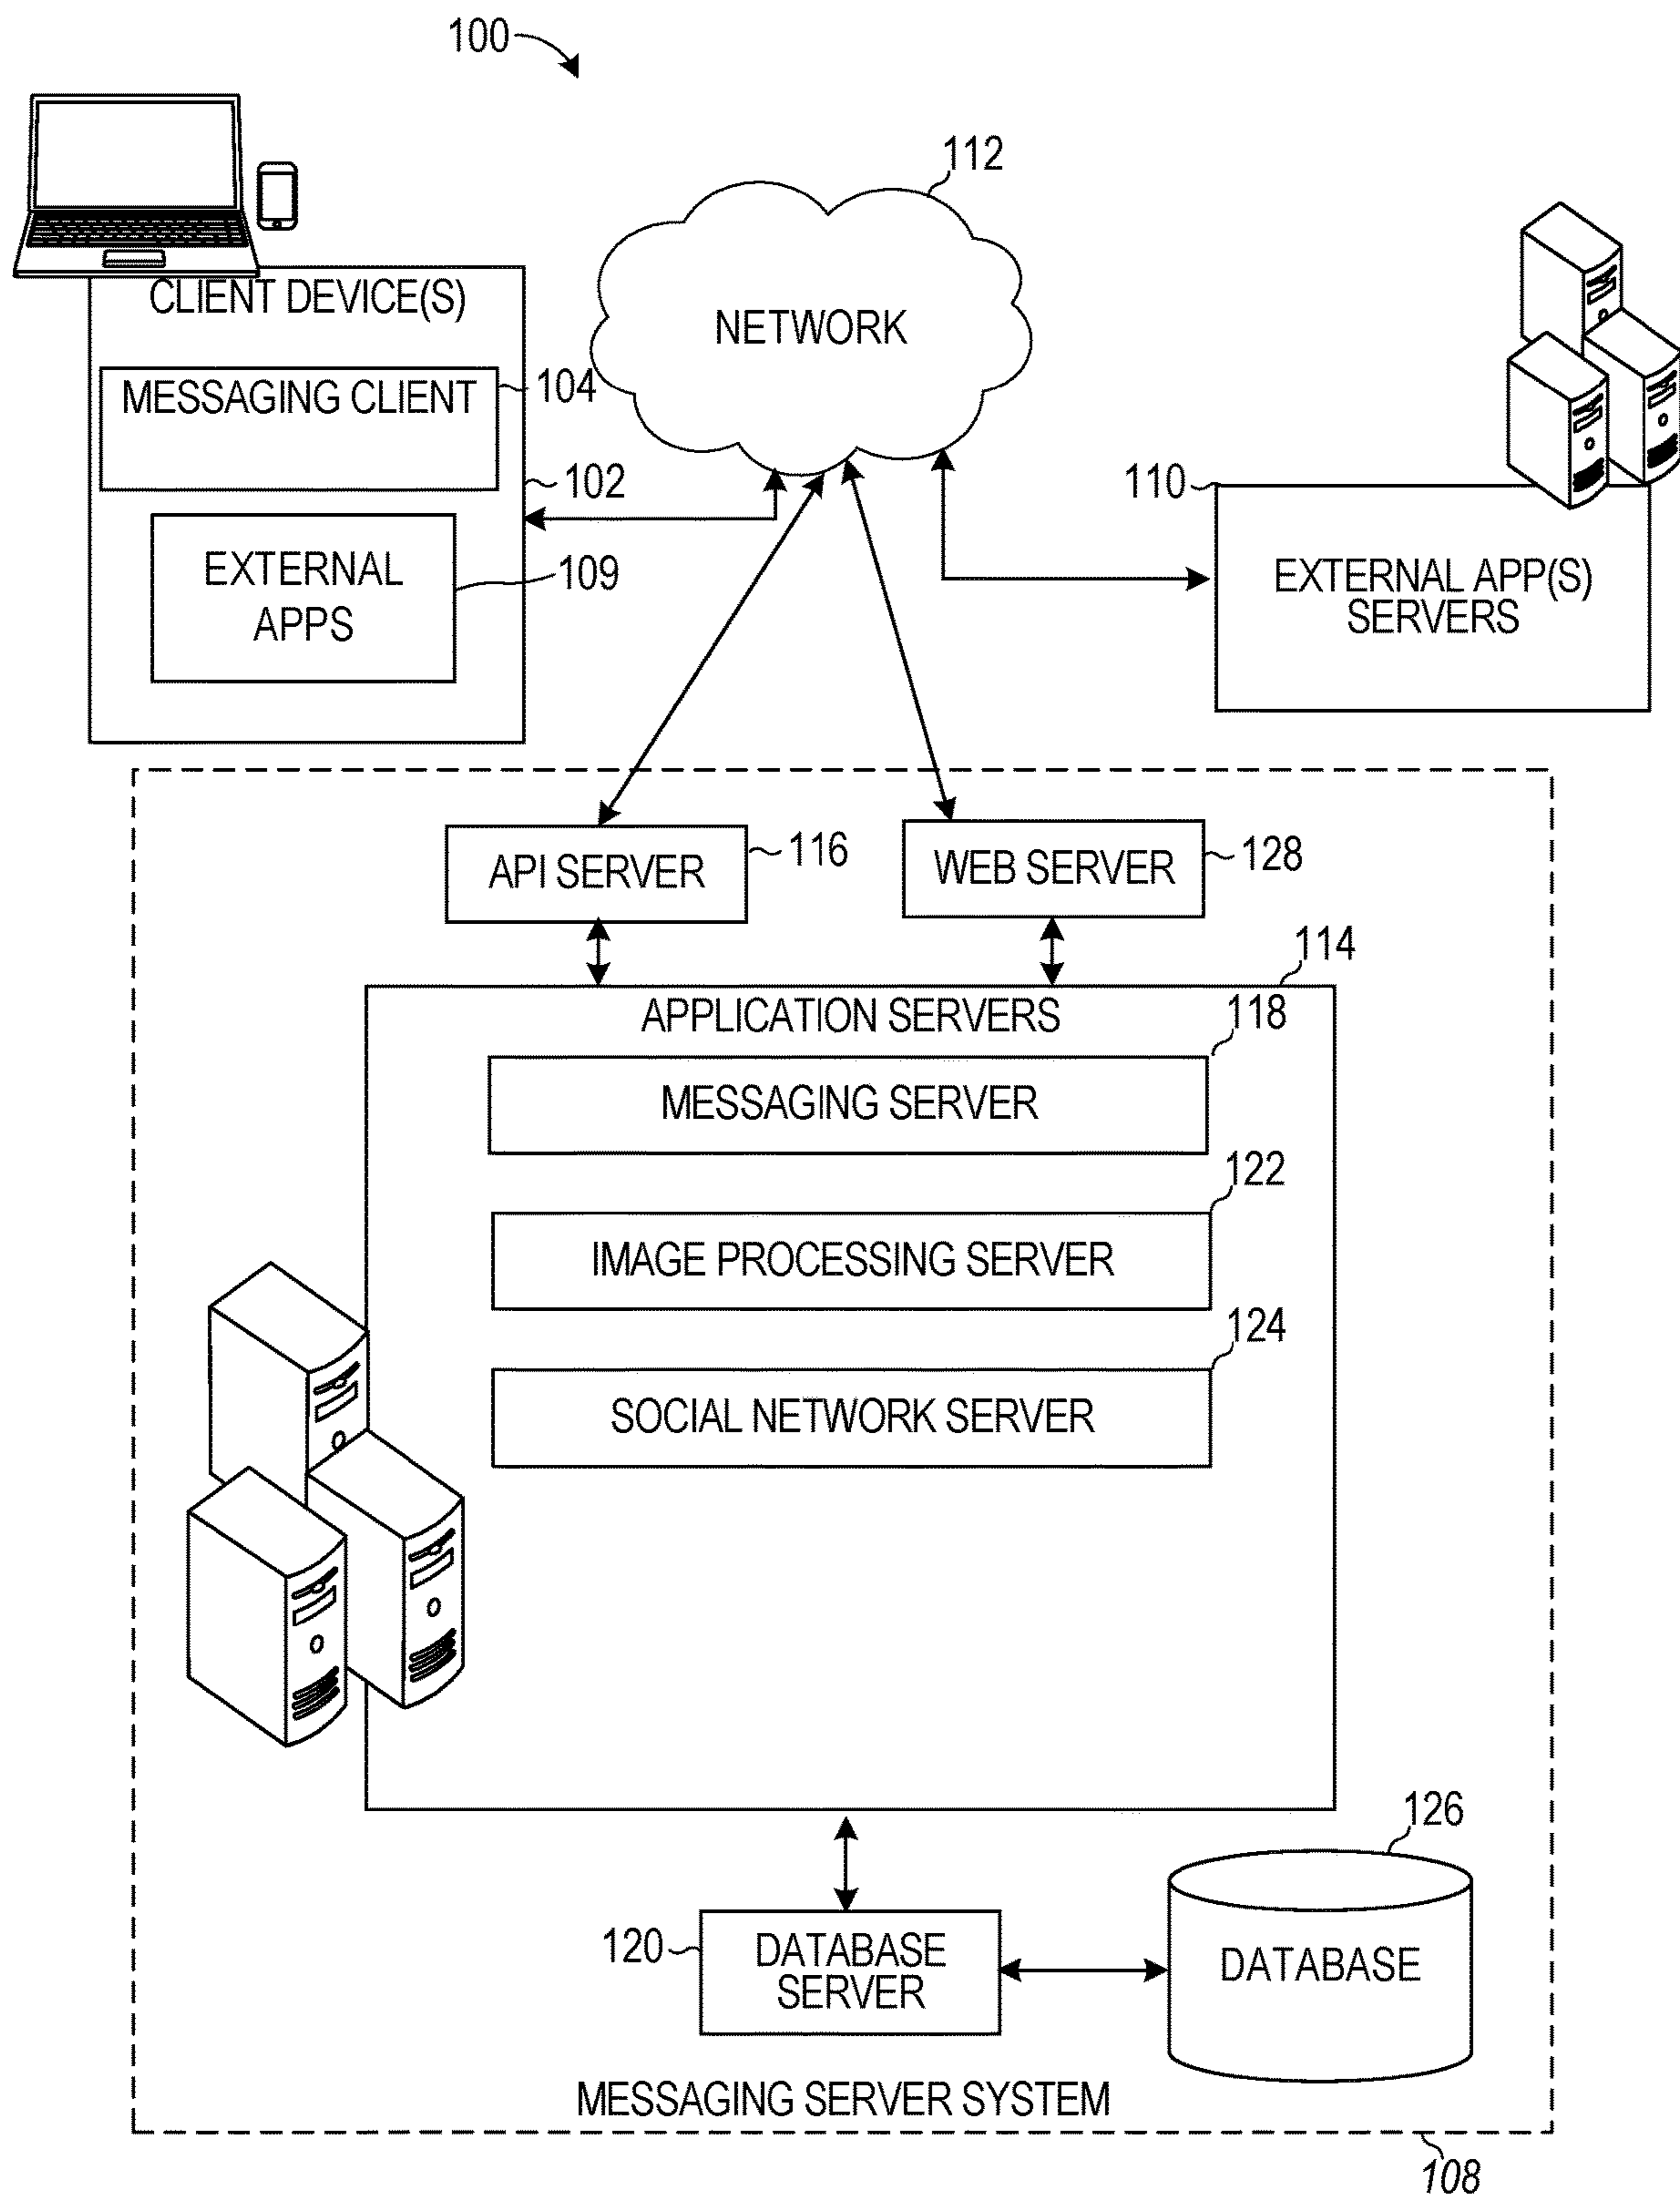 100
112
CLIENT DEVICE(S)
NETWORK
MESSAGING CLIENT
104
102
110
EXTERNAL
APPS
109
EXTERNAL APP(S)
SERVERS
API SERVER
116
WEB SERVER
128
114
APPLICATION SERVERS
118
MESSAGING SERVER
122
IMAGE PROCESSING SERVER
124
SOCIAL NETWORK SERVER
126
120
DATABASE
SERVER
DATABASE
MESSAGING SERVER SYSTEM
108